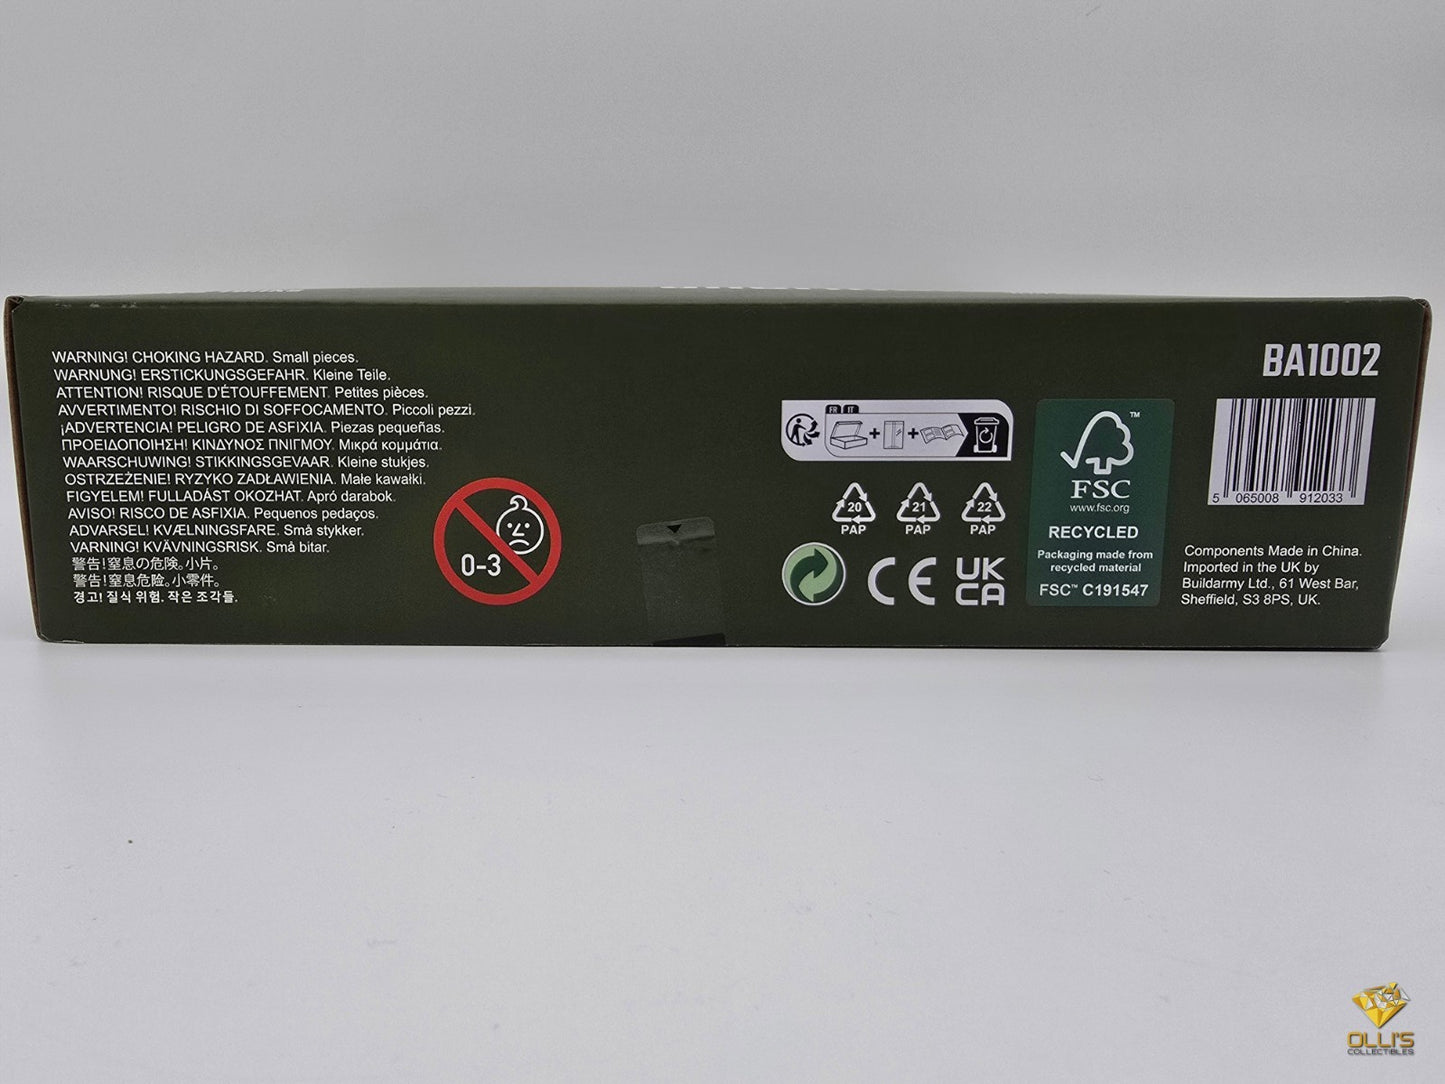 WARNING! CHOKING HAZARD. Small pieces.
WARNUNG! ERSTICKUNGSGEFAHR. Kleine Teile.
ATTENTION! RISQUE D'ÉTOUFFEMENT. Petites pièces.
AVVERTIMENTO! RISCHIO DI SOFFOCAMENTO. Piccoli pezzi.
¡ADVERTENCIA! PELIGRO DE ASFIXIA. Piezas pequeñas.
ΠΡΟΕΙΔΟΠΟΙΗΣΗ! ΚΙΝΔΥΝΟΣ ΠΝΙΓΜΟΥ. Μικρά κομμάτια.
WAARSCHUWING! STIKKINGSGEVAAR. Kleine stukjes.
OSTRZEŻENIE! RYZYKO ZADŁAWIENIA. Małe kawałki.
FIGYELEM! FULLADÁST OKOZHAT. Apró darabok.
AVISO! RISCO DE ASFIXIA. Pequenos pedaços.
ADVARSEL! KVÆLNINGSFARE. Små stykker.
VARNING! KVÄVNINGSRISK. Små bitar.
警告!窒息の危険。小片。
警告!窒息危险。小零件。
경고! 질식 위험. 작은 조각들.
0-3
FR IT
20 PAP
21 PAP
22 PAP
CE
UK
CA
FSC™
www.fsc.org
RECYCLED
Packaging made from
recycled material
FSC™ C191547
BA1002
5 065008 912033
Components Made in China.
Imported in the UK by
Buildarmy Ltd., 61 West Bar,
Sheffield, S3 8PS, UK.
OLLI'S
COLLECTIBLES